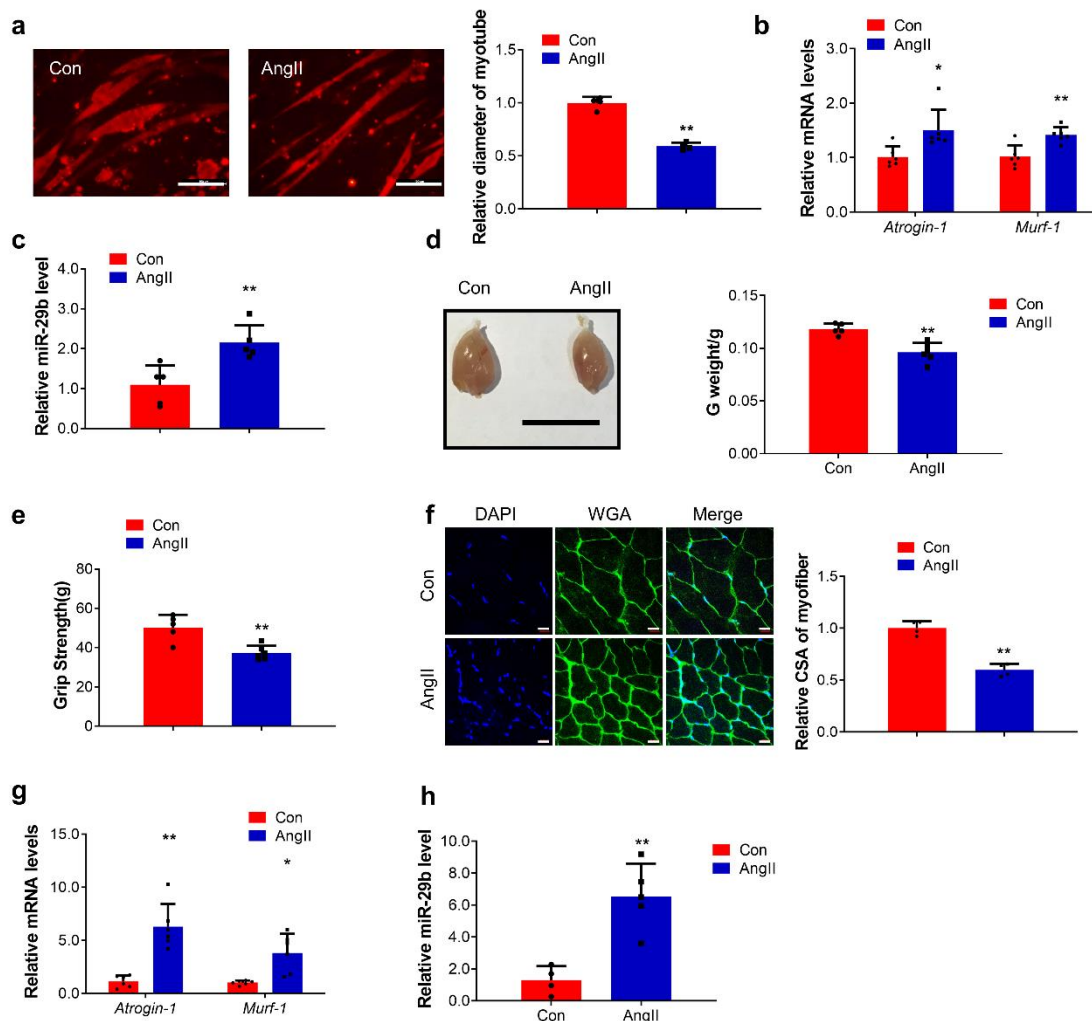 a
Con
AngII
Relative diameter of myotube
1.5
1.0
0.5
0.0
Con
AngII
**
b
Relative mRNA levels
3.0
2.0
1.0
0.0
Con
AngII
*
**
Atrogin-1
Murf-1
c
Relative miR-29b level
4.0
3.0
2.0
1.0
0.0
Con
AngII
**
d
Con
AngII
G weight/g
0.15
0.10
0.05
0.00
**
Con
AngII
Con
AngII
e
Grip Strength(g)
80
60
40
20
0
Con
AngII
**
f
DAPI
WGA
Merge
Con
AngII
Relative CSA of myofiber
1.5
1.0
0.5
0.0
Con
AngII
**
g
Relative mRNA levels
15.0
10.0
5.0
0.0
Con
AngII
**
*
Atrogin-1
Murf-1
h
Relative miR-29b level
10.0
8.0
6.0
4.0
2.0
0.0
**
Con
AngII
Con
AngII